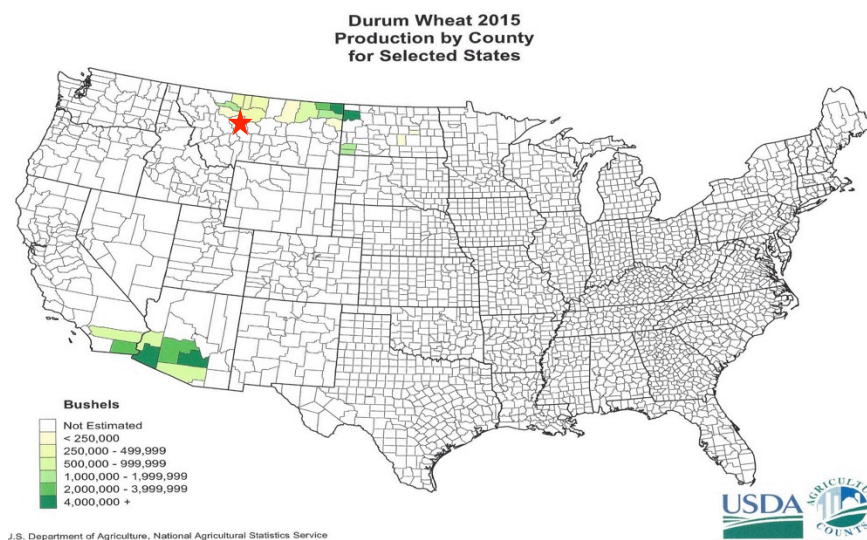 Durum Wheat 2015
Production by County
for Selected States
Bushels
Not Estimated
< 250,000
250,000 - 499,999
500,000 - 999,999
1,000,000 - 1,999,999
2,000,000 - 3,999,999
4,000,000 +
USDA
AGRICULTURE
COUNTS
U.S. Department of Agriculture, National Agricultural Statistics Service